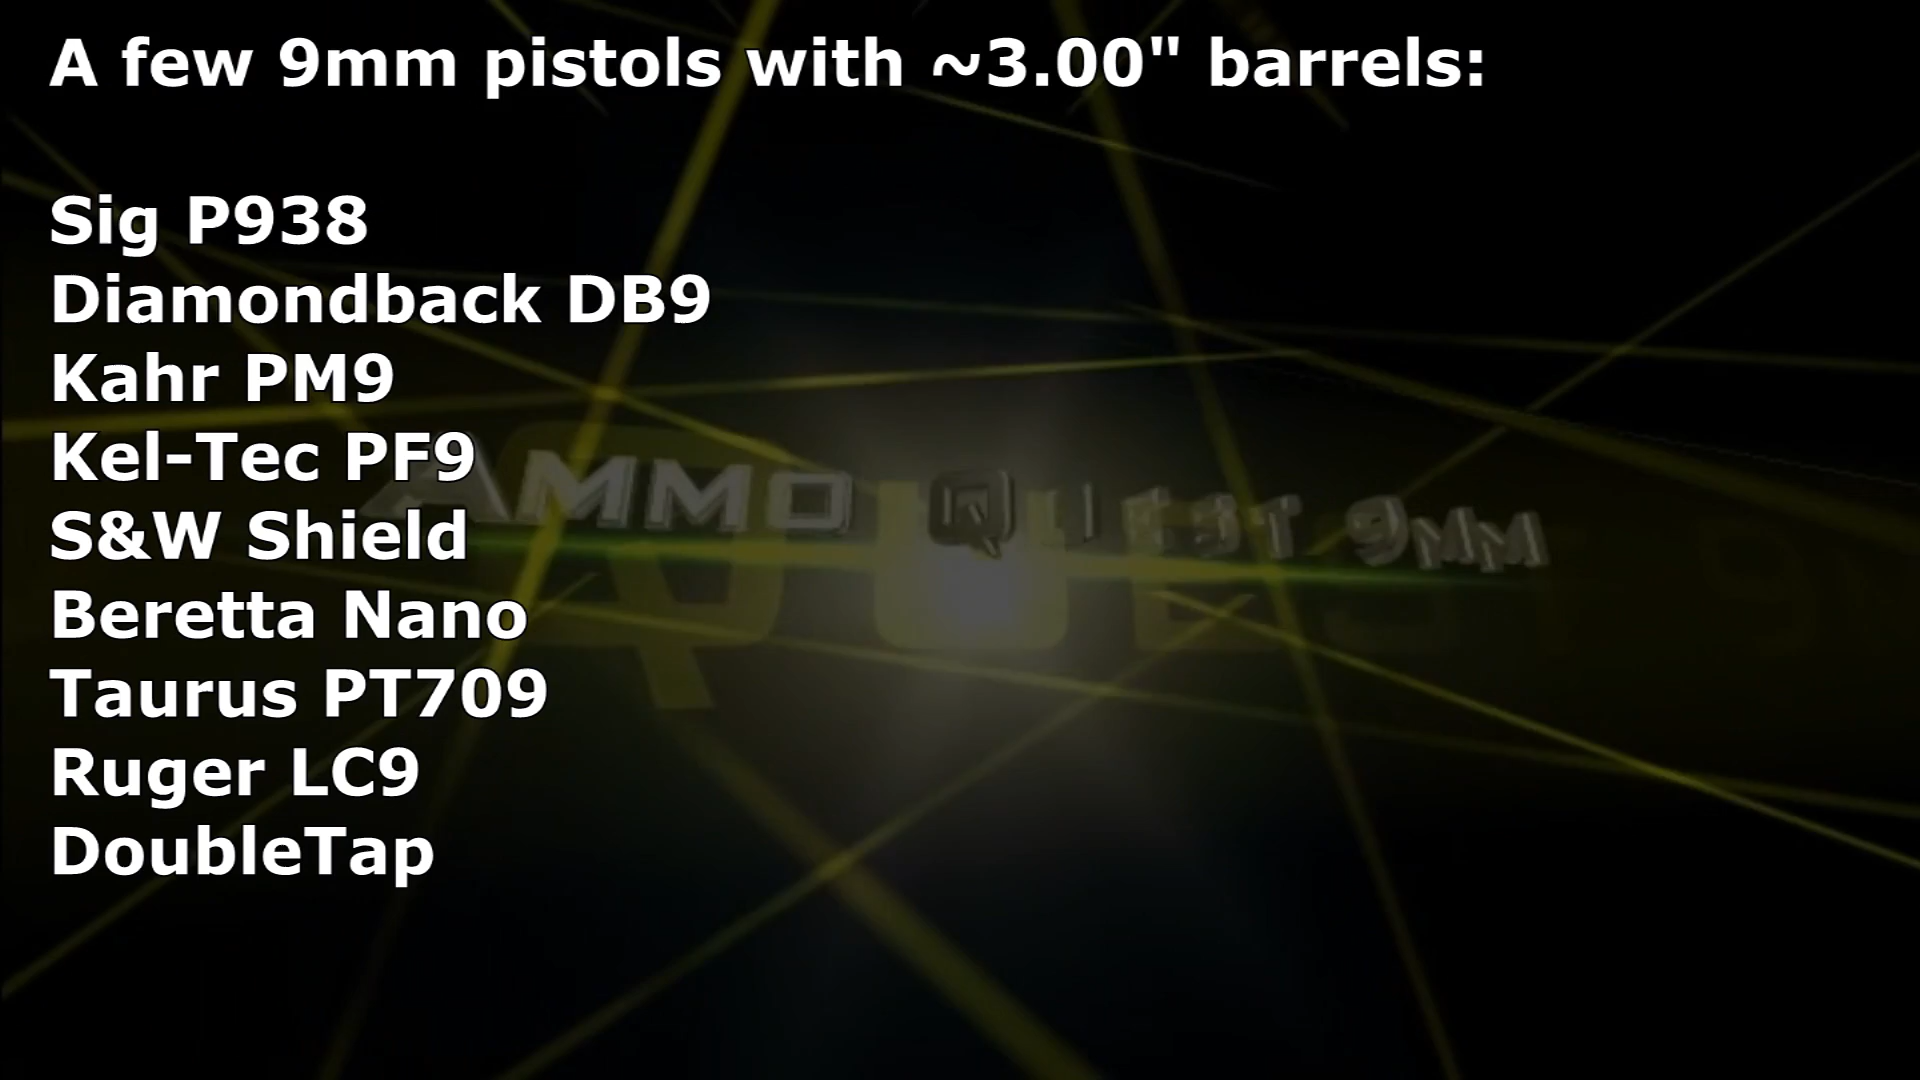 A few 9mm pistols with ~3.00" barrels:
Sig P938
Diamondback DB9
Kahr PM9
Kel-Tec PF9
S&W Shield
Beretta Nano
Taurus PT709
Ruger LC9
DoubleTap
Ammo Quest 9mm